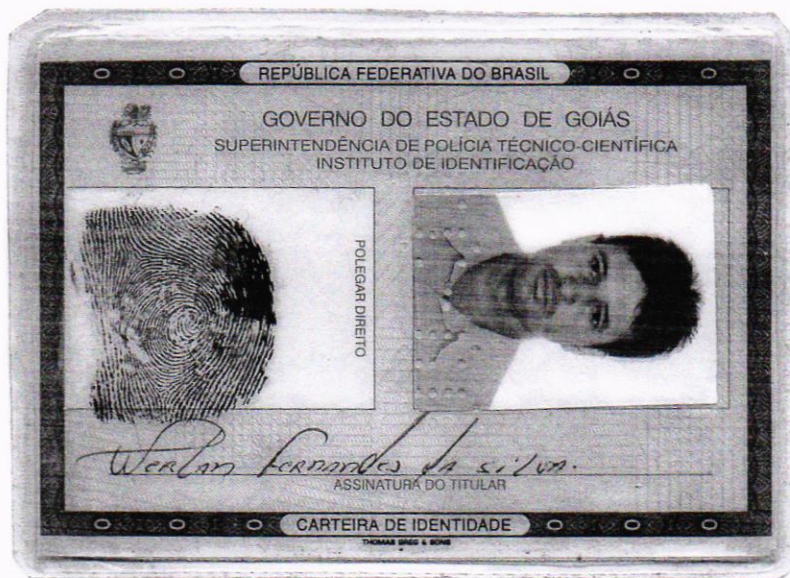 REPÚBLICA FEDERATIVA DO BRASIL
GOVERNO DO ESTADO DE GOIÁS
SUPERINTENDÊNCIA DE POLÍCIA TÉCNICO-CIENTÍFICA
INSTITUTO DE IDENTIFICAÇÃO
POLEGAR DIREITO
Werlan Fernandes da Silva.
ASSINATURA DO TITULAR
CARTEIRA DE IDENTIDADE
THOMAS GREG & SONS